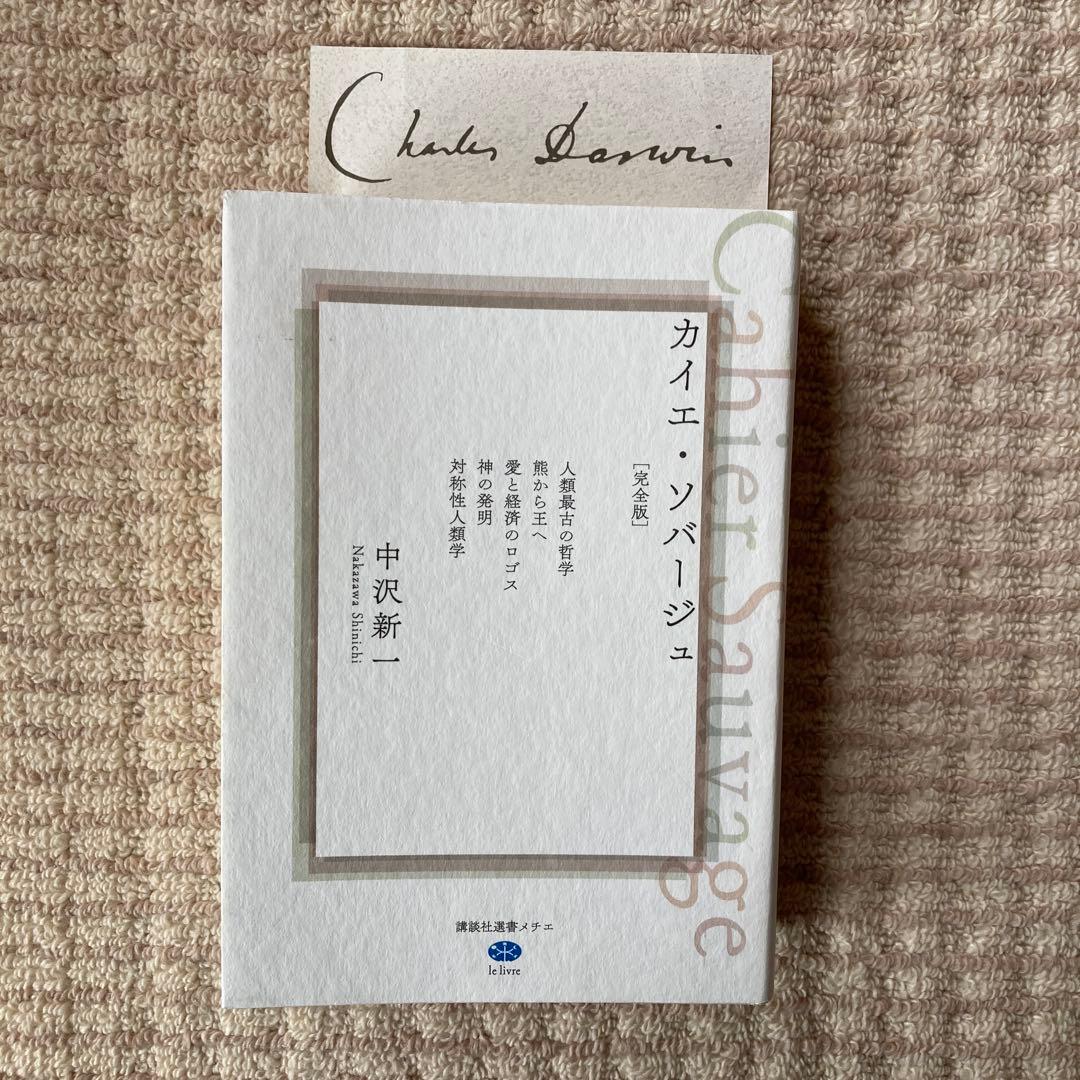 Charles Darwin
Cahier Sauvage
カイエ・ソバージュ
[完全版]
人類最古の哲学
熊から王へ
愛と経済のロゴス
神の発明
対称性人類学
中沢新一
Nakazawa Shinichi
講談社選書メチエ
le livre